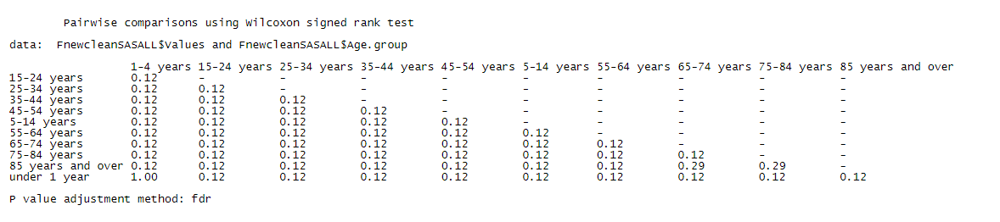 Pairwise comparisons using Wilcoxon signed rank test
data:  FnewcleanSASALL$Values and FnewcleanSASALL$Age.group
1-4 years 15-24 years 25-34 years 35-44 years 45-54 years 5-14 years 55-64 years 65-74 years 75-84 years 85 years and over
15-24 years 0.12 - - - - - - - - -
25-34 years 0.12 0.12 - - - - - - - -
35-44 years 0.12 0.12 0.12 - - - - - - -
45-54 years 0.12 0.12 0.12 0.12 - - - - - -
5-14 years 0.12 0.12 0.12 0.12 0.12 - - - - -
55-64 years 0.12 0.12 0.12 0.12 0.12 0.12 - - - -
65-74 years 0.12 0.12 0.12 0.12 0.12 0.12 0.12 - - -
75-84 years 0.12 0.12 0.12 0.12 0.12 0.12 0.12 0.12 - -
85 years and over 0.12 0.12 0.12 0.12 0.12 0.12 0.12 0.29 0.29 -
under 1 year 1.00 0.12 0.12 0.12 0.12 0.12 0.12 0.12 0.12 0.12
P value adjustment method: fdr